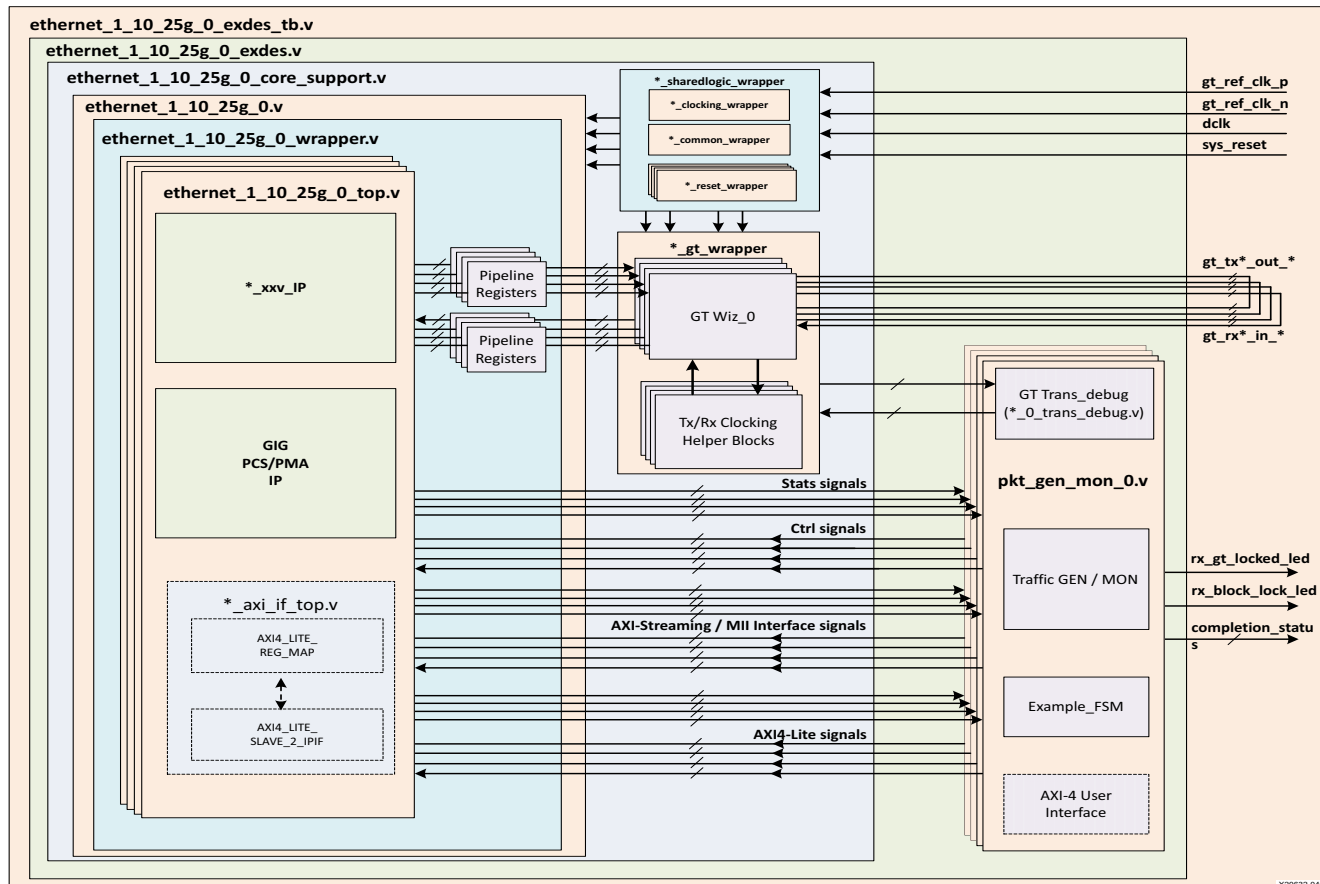 ethernet_1_10_25g_0_exdes_tb.v
ethernet_1_10_25g_0_exdes.v
ethernet_1_10_25g_0_core_support.v
ethernet_1_10_25g_0.v
ethernet_1_10_25g_0_wrapper.v
ethernet_1_10_25g_0_top.v
*_xxv_IP
GIG
PCS/PMA
IP
*_axi_if_top.v
AXI4_LITE_
REG_MAP
AXI4_LITE_
SLAVE_2_IPIF
Pipeline
Registers
Pipeline
Registers
*_sharedlogic_wrapper
*_clocking_wrapper
*_common_wrapper
*_reset_wrapper
*_gt_wrapper
GT Wiz_0
Tx/Rx Clocking
Helper Blocks
Stats signals
Ctrl signals
AXI-Streaming / MII Interface signals
AXI4-Lite signals
GT Trans_debug
(*_0_trans_debug.v)
pkt_gen_mon_0.v
Traffic GEN / MON
Example_FSM
AXI-4 User
Interface
gt_ref_clk_p
gt_ref_clk_n
dclk
sys_reset
gt_tx*_out_*
gt_rx*_in_*
rx_gt_locked_led
rx_block_lock_led
completion_statu
s